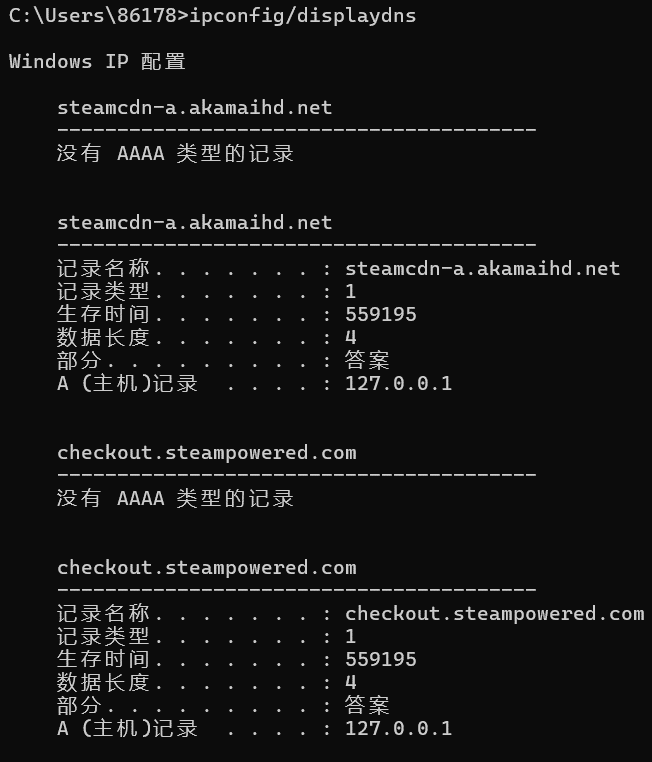 C:\Users\86178>ipconfig/displaydns
Windows IP 配置
steamcdn-a.akamaihd.net
----------------------------------------
没有 AAAA 类型的记录
steamcdn-a.akamaihd.net
----------------------------------------
记录名称. . . . . . . : steamcdn-a.akamaihd.net
记录类型. . . . . . . : 1
生存时间. . . . . . . : 559195
数据长度. . . . . . . : 4
部分. . . . . . . . . : 答案
A (主机)记录  . . . . : 127.0.0.1
checkout.steampowered.com
----------------------------------------
没有 AAAA 类型的记录
checkout.steampowered.com
----------------------------------------
记录名称. . . . . . . : checkout.steampowered.com
记录类型. . . . . . . : 1
生存时间. . . . . . . : 559195
数据长度. . . . . . . : 4
部分. . . . . . . . . : 答案
A (主机)记录  . . . . : 127.0.0.1